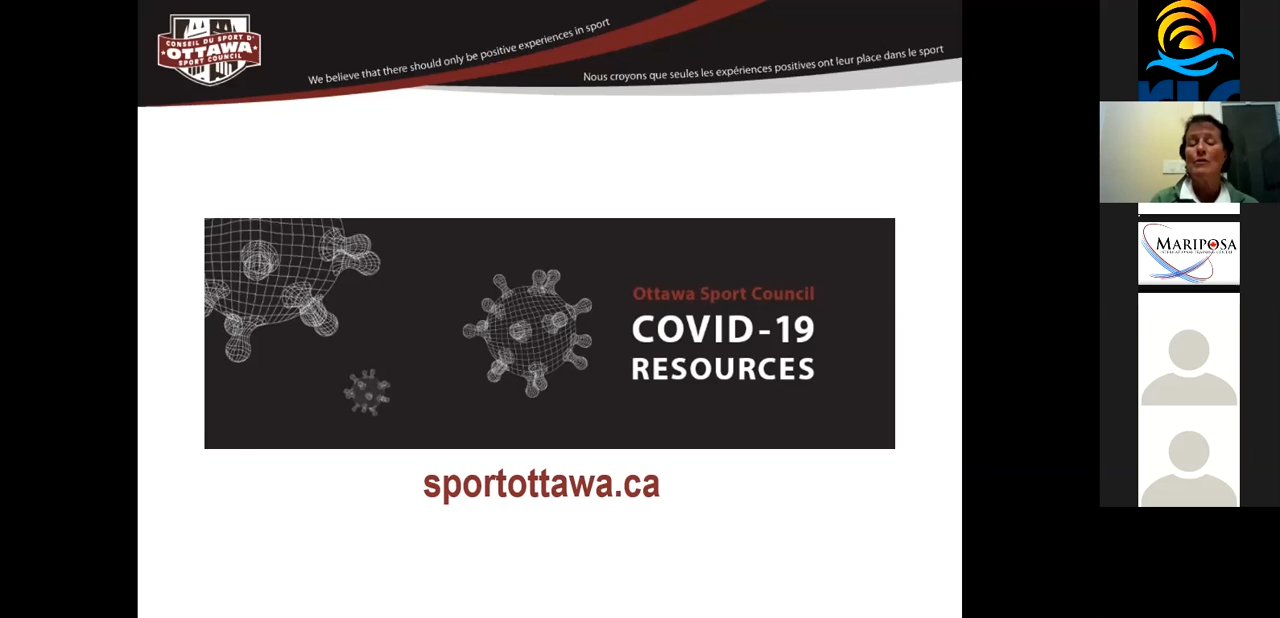 CONSEIL DU SPORT D'
OTTAWA
SPORT COUNCIL
We believe that there should only be positive experiences in sport
Nous croyons que seules les expériences positives ont leur place dans le sport
Ottawa Sport Council
COVID-19
RESOURCES
sportottawa.ca
MARIPOSA